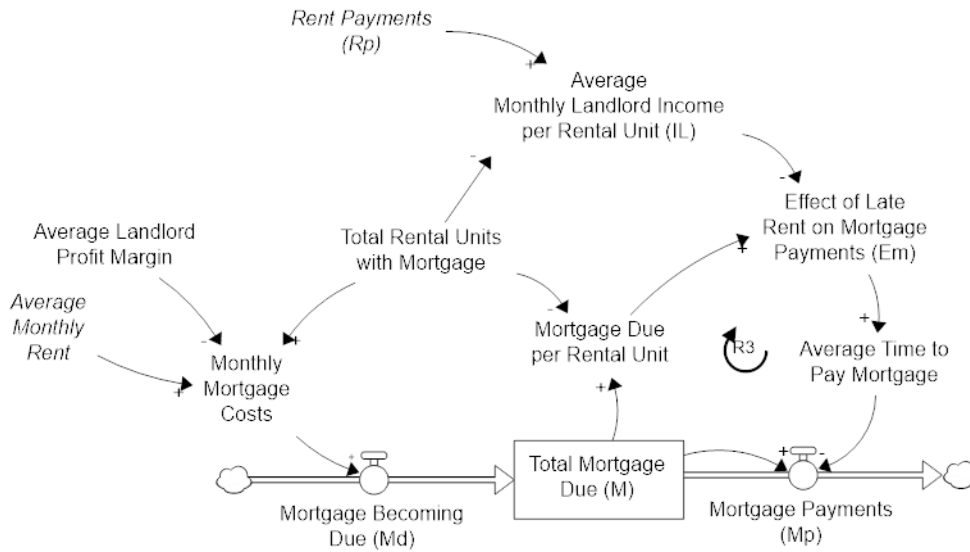 Rent Payments
(Rp)
Average
Monthly Landlord Income
per Rental Unit (IL)
Effect of Late
Rent on Mortgage
Payments (Em)
Average Landlord
Profit Margin
Total Rental Units
with Mortgage
Average
Monthly
Rent
Mortgage Due
per Rental Unit
R3
Average Time to
Pay Mortgage
Monthly
Mortgage
Costs
Total Mortgage
Due (M)
Mortgage Becoming
Due (Md)
Mortgage Payments
(Mp)